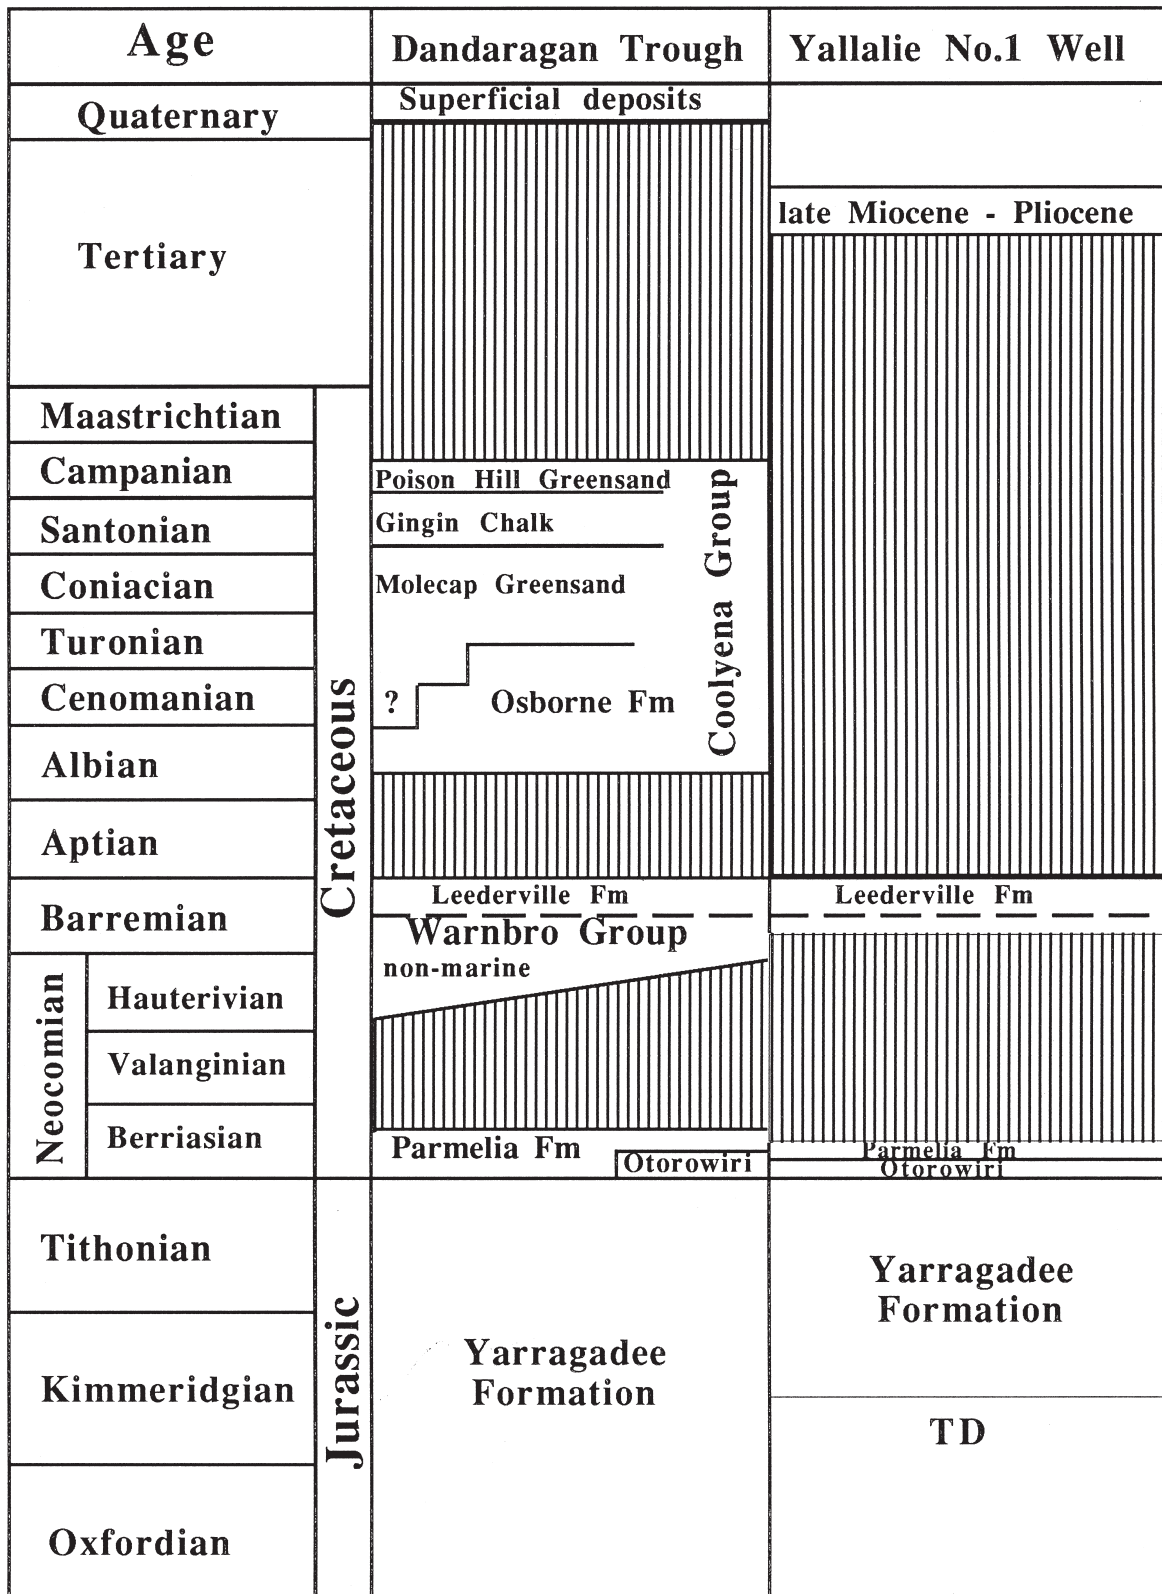 Age
Dandaragan Trough
Yallalie No.1 Well
Quaternary
Superficial deposits
late Miocene - Pliocene
Tertiary
Maastrichtian
Campanian
Poison Hill Greensand
Santonian
Gingin Chalk
Coniacian
Molecap Greensand
Turonian
Cenomanian
?
Osborne Fm
Coolyena Group
Albian
Aptian
Cretaceous
Barremian
Leederville Fm
Leederville Fm
Warnbro Group
non-marine
Neocomian
Hauterivian
Valanginian
Berriasian
Parmelia Fm
Otorowiri
Parmelia Fm
Otorowiri
Tithonian
Yarragadee
Formation
Kimmeridgian
Jurassic
Yarragadee
Formation
TD
Oxfordian